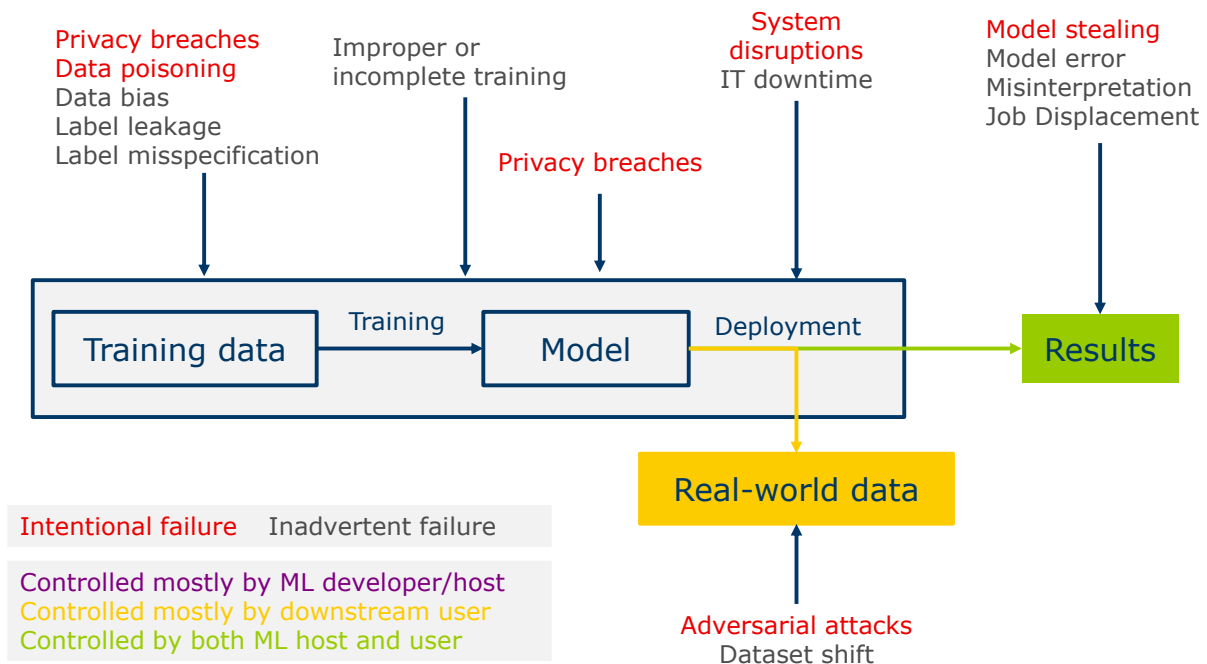 Privacy breaches
Data poisoning
Data bias
Label leakage
Label misspecification
Improper or
incomplete training
Privacy breaches
System
disruptions
IT downtime
Model stealing
Model error
Misinterpretation
Job Displacement
Training data
Training
Model
Deployment
Results
Real-world data
Adversarial attacks
Dataset shift
Intentional failure Inadvertent failure
Controlled mostly by ML developer/host
Controlled mostly by downstream user
Controlled by both ML host and user